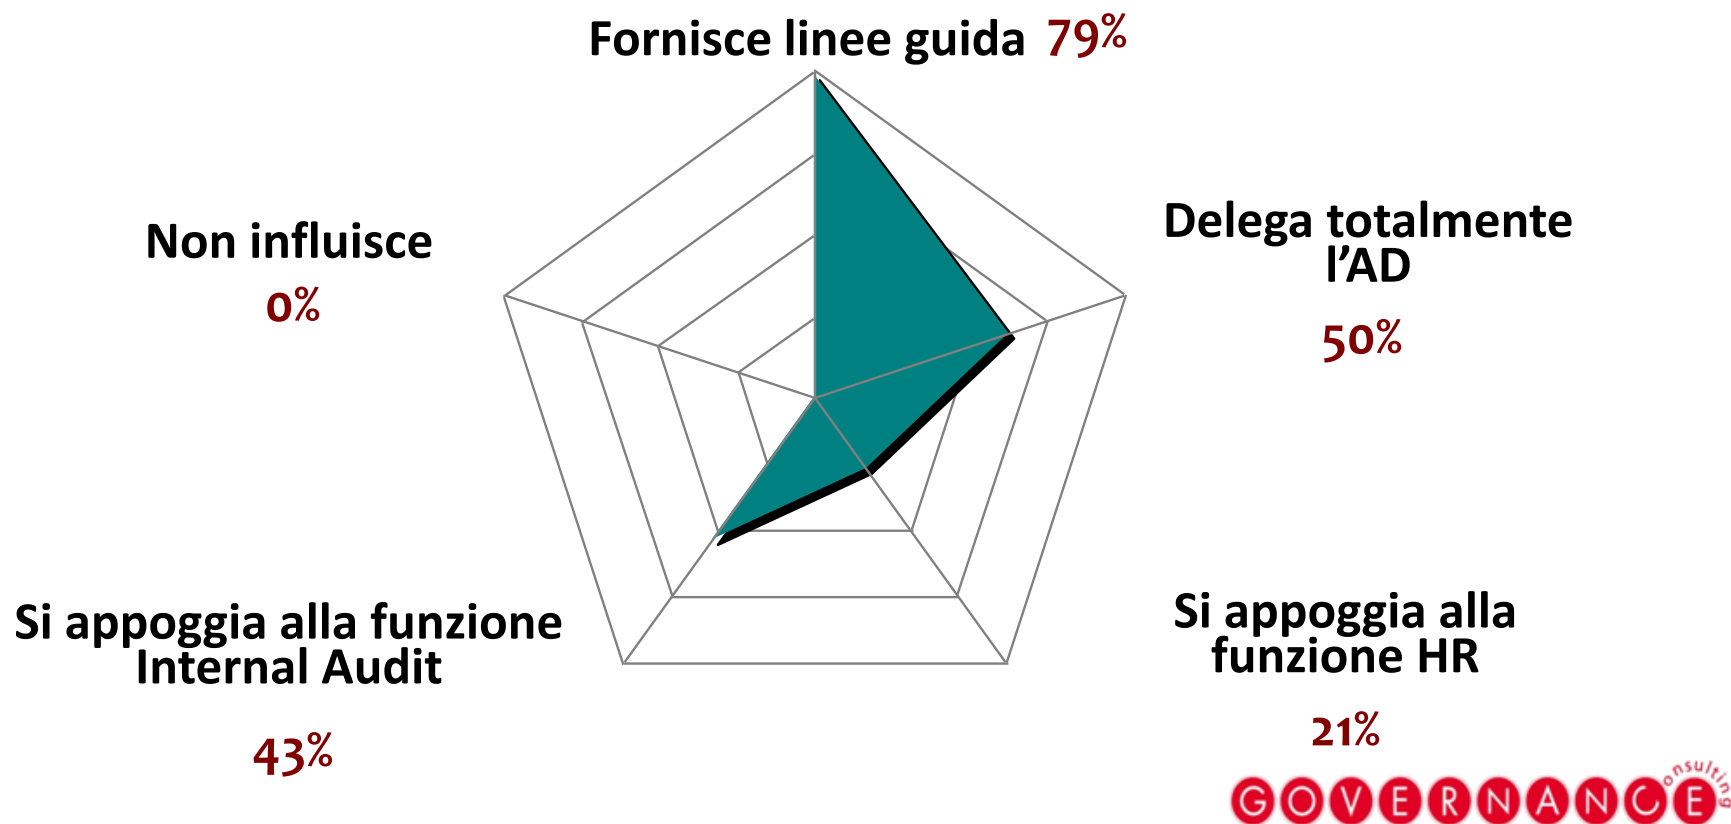 Fornisce linee guida 79%
Delega totalmente
l’AD
50%
Non influisce
0%
Si appoggia alla funzione
Internal Audit
43%
Si appoggia alla
funzione HR
21%
GOVERNANCE
onsulting